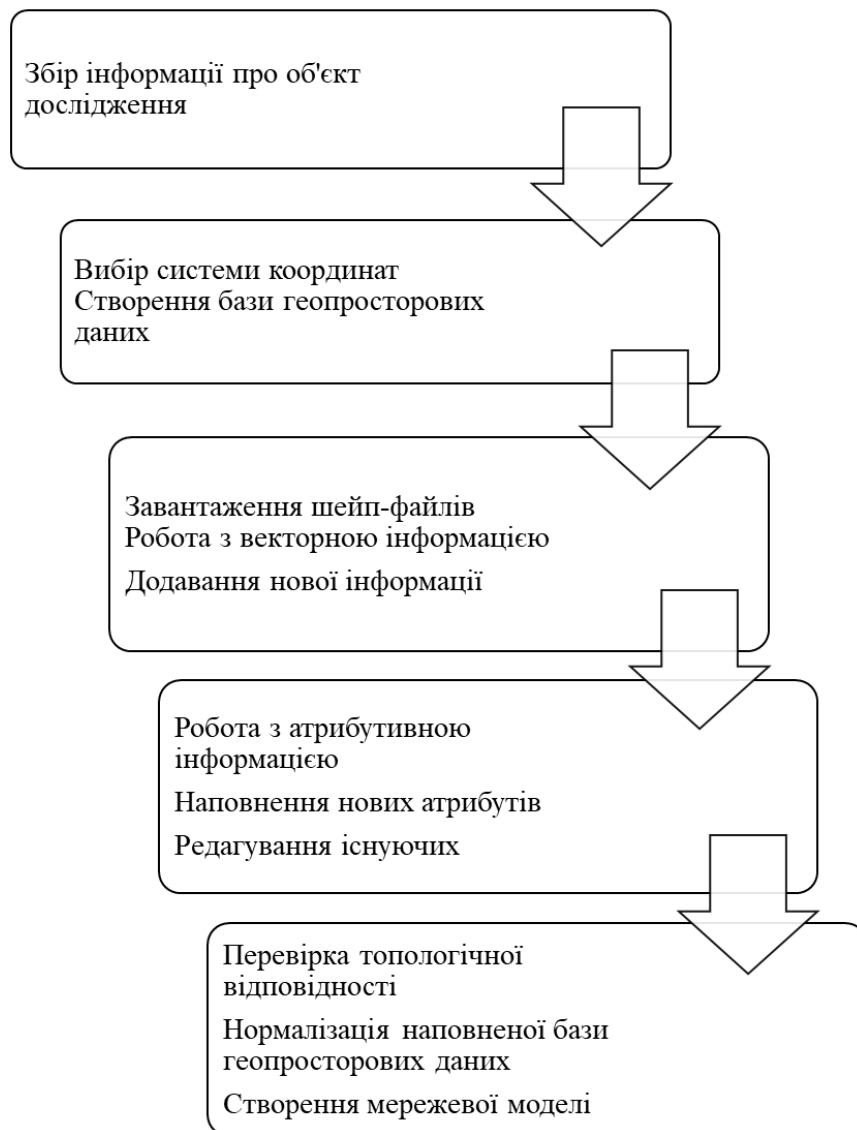 Збір інформації про об'єкт
дослідження
Вибір системи координат
Створення бази геопросторових
даних
Завантаження шейп-файлів
Робота з векторною інформацією
Додавання нової інформації
Робота з атрибутивною
інформацією
Наповнення нових атрибутів
Редагування існуючих
Перевірка топологічної
відповідності
Нормалізація наповненої бази
геопросторових даних
Створення мережевої моделі